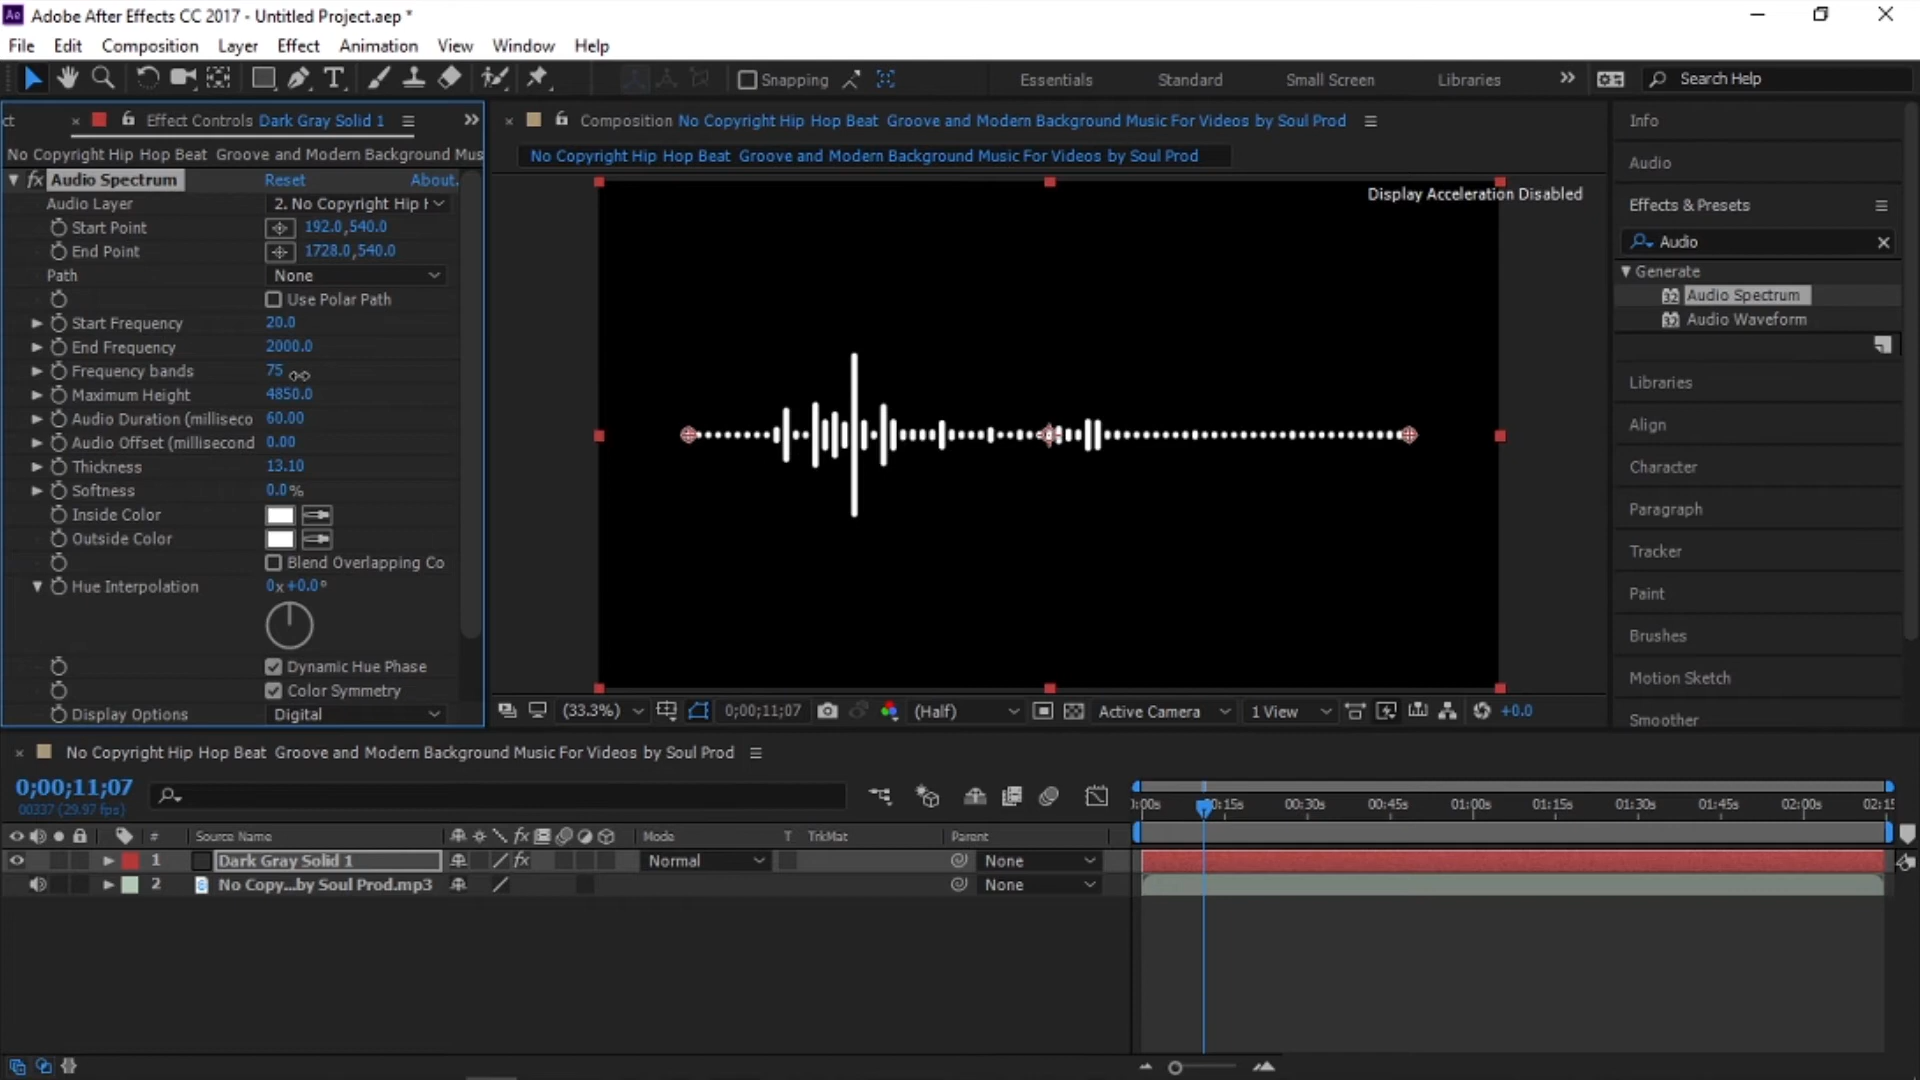 Adobe After Effects CC 2017 - Untitled Project.aep *
File Edit Composition Layer Effect Animation View Window Help
Snapping Essentials Standard Small Screen Libraries Search Help
ct Effect Controls Dark Gray Solid 1
No Copyright Hip Hop Beat Groove and Modern Background Mus
fx Audio Spectrum Reset About.
Audio Layer 2. No Copyright Hip H
Start Point 192.0,540.0
End Point 1728.0,540.0
Path None
Use Polar Path
Start Frequency 20.0
End Frequency 2000.0
Frequency bands 75
Maximum Height 4850.0
Audio Duration (milliseco 60.00
Audio Offset (millisecond 0.00
Thickness 13.10
Softness 0.0%
Inside Color
Outside Color
Blend Overlapping Co
Hue Interpolation 0x+0.0°
Dynamic Hue Phase
Color Symmetry
Display Options Digital
Composition No Copyright Hip Hop Beat Groove and Modern Background Music For Videos by Soul Prod
No Copyright Hip Hop Beat Groove and Modern Background Music For Videos by Soul Prod
Display Acceleration Disabled
(33.3%) 0;00;11;07 (Half) Active Camera 1 View +0.0
Info
Audio
Effects & Presets
Audio
Generate
32 Audio Spectrum
32 Audio Waveform
Libraries
Align
Character
Paragraph
Tracker
Paint
Brushes
Motion Sketch
Smoother
No Copyright Hip Hop Beat Groove and Modern Background Music For Videos by Soul Prod
0;00;11;07
00337 (29.97 fps)
):00s 00:15s 00:30s 00:45s 01:00s 01:15s 01:30s 01:45s 02:00s 02:15
# Source Name fx Mode T TrkMat Parent
1 Dark Gray Solid 1 fx Normal None
2 No Copy...by Soul Prod.mp3 None